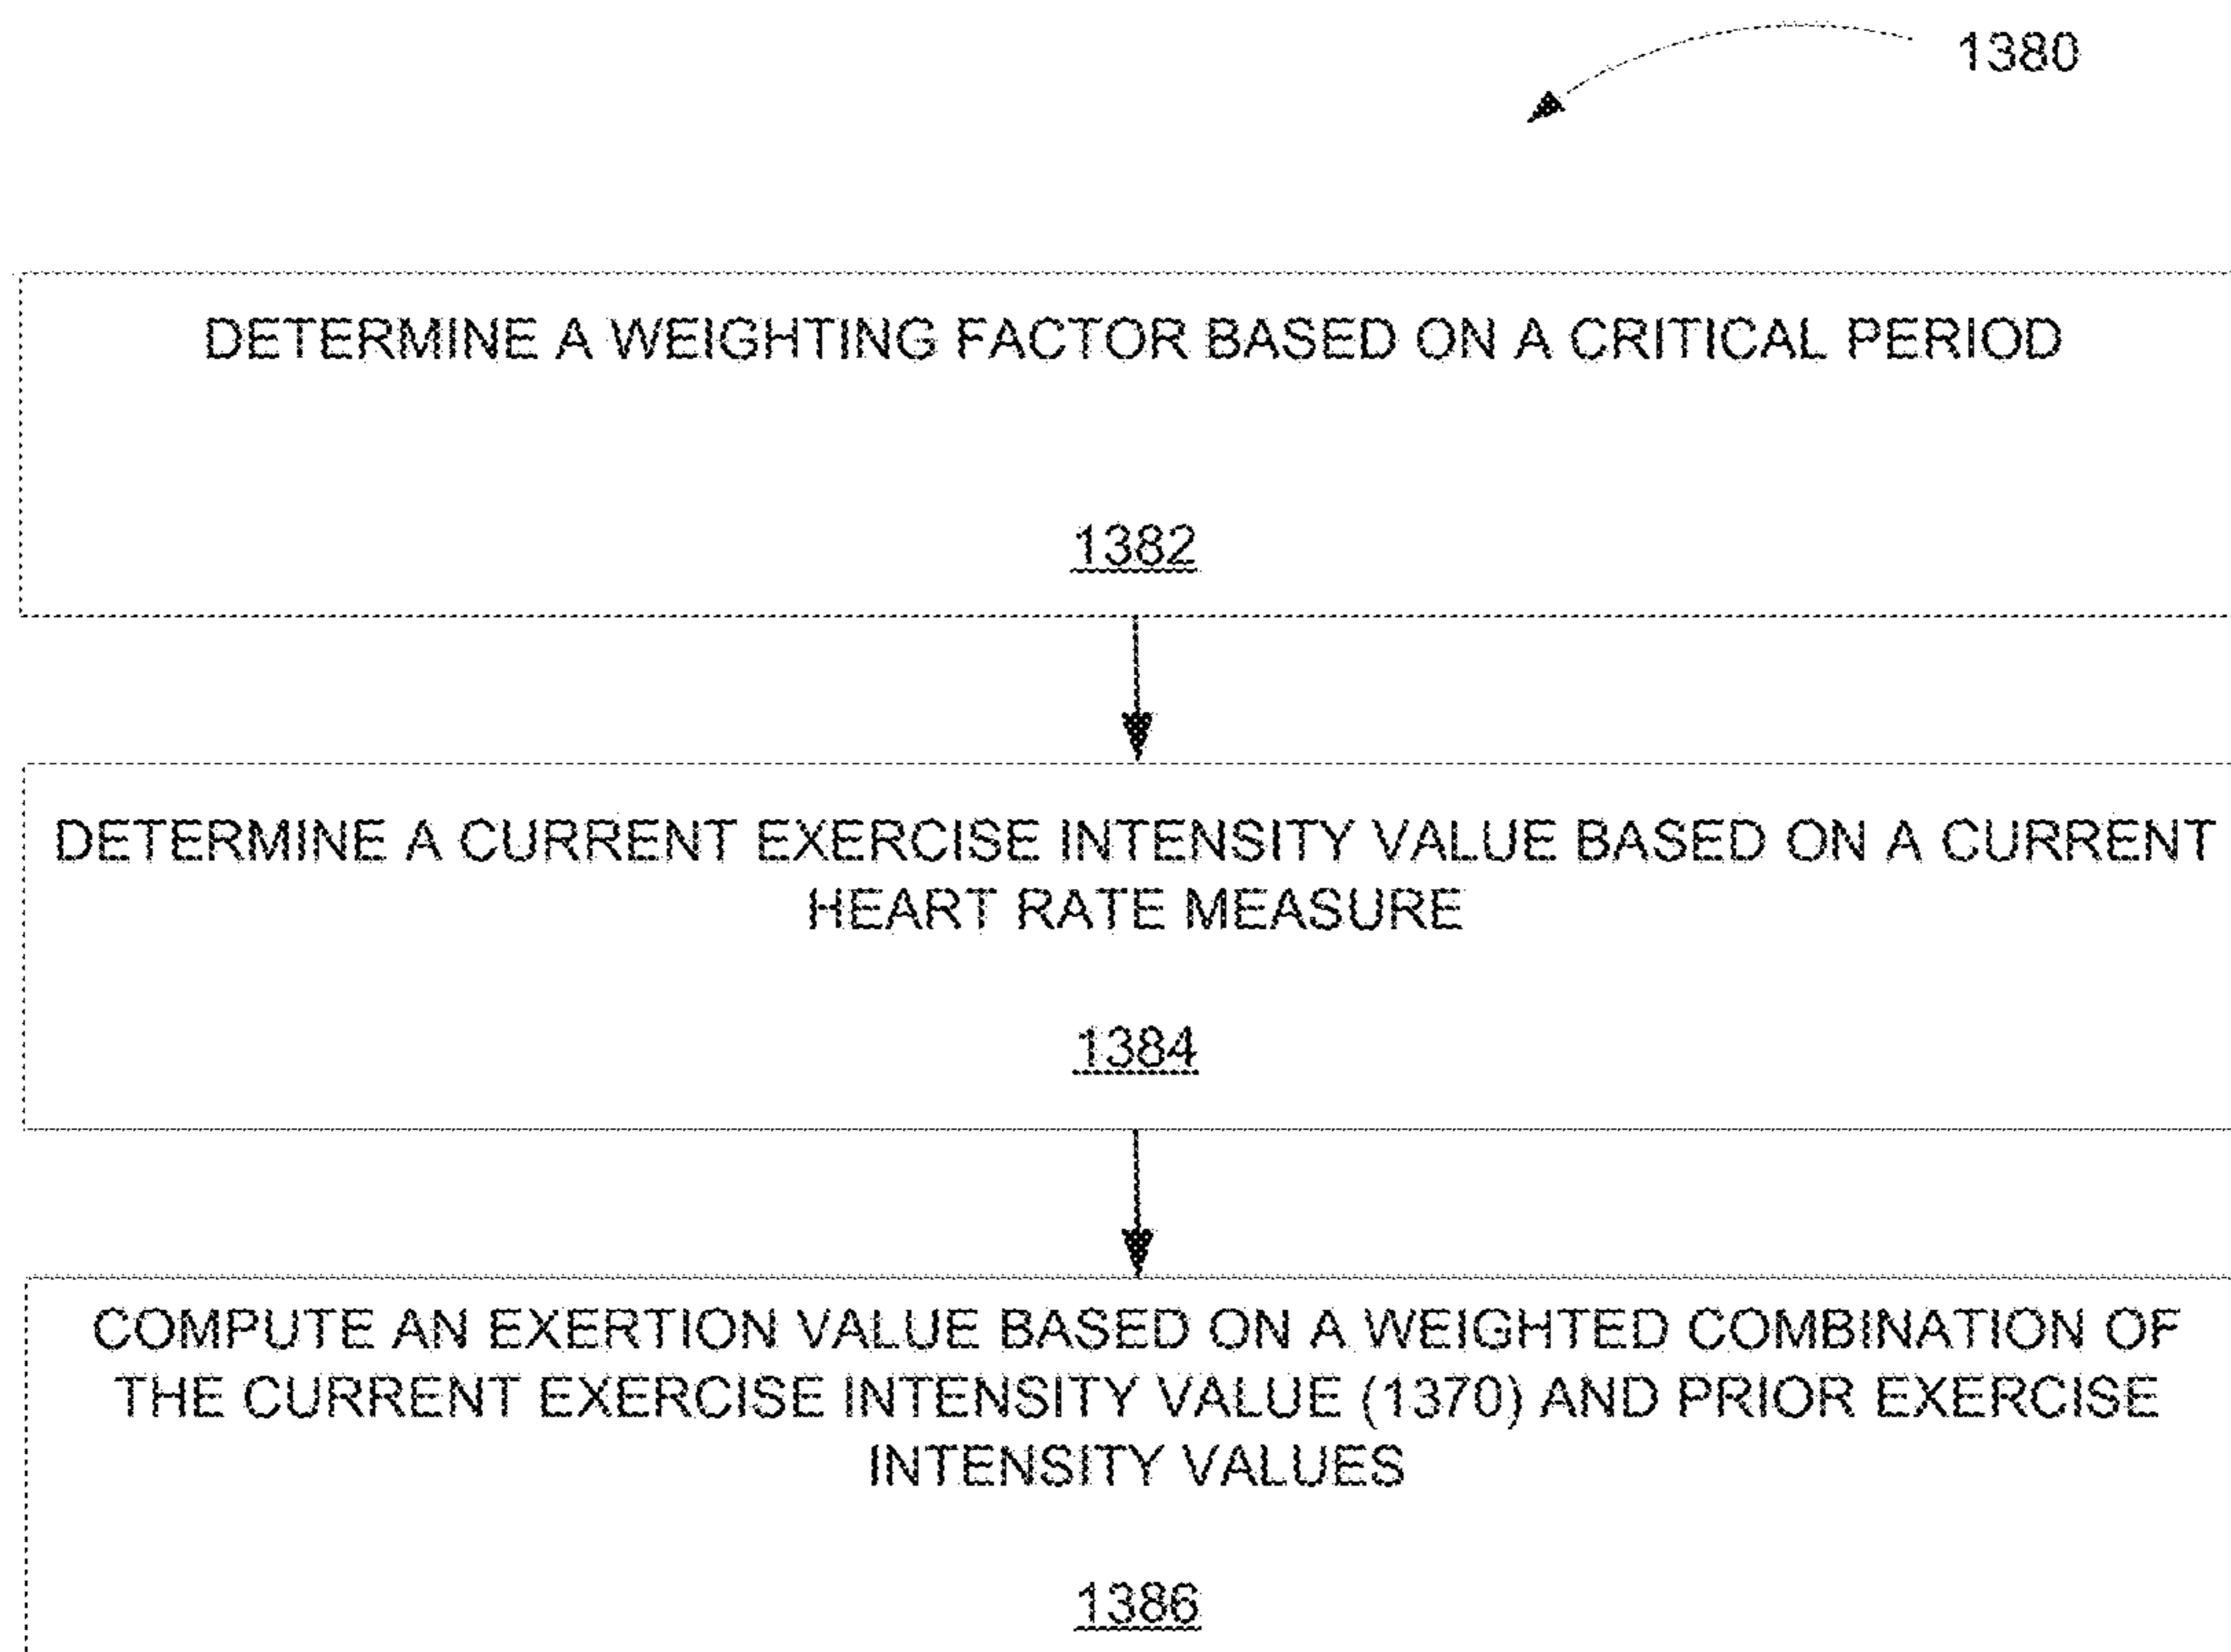 1380
DETERMINE A WEIGHTING FACTOR BASED ON A CRITICAL PERIOD
1382
DETERMINE A CURRENT EXERCISE INTENSITY VALUE BASED ON A CURRENT
HEART RATE MEASURE
1384
COMPUTE AN EXERTION VALUE BASED ON A WEIGHTED COMBINATION OF
THE CURRENT EXERCISE INTENSITY VALUE (1370) AND PRIOR EXERCISE
INTENSITY VALUES
1386